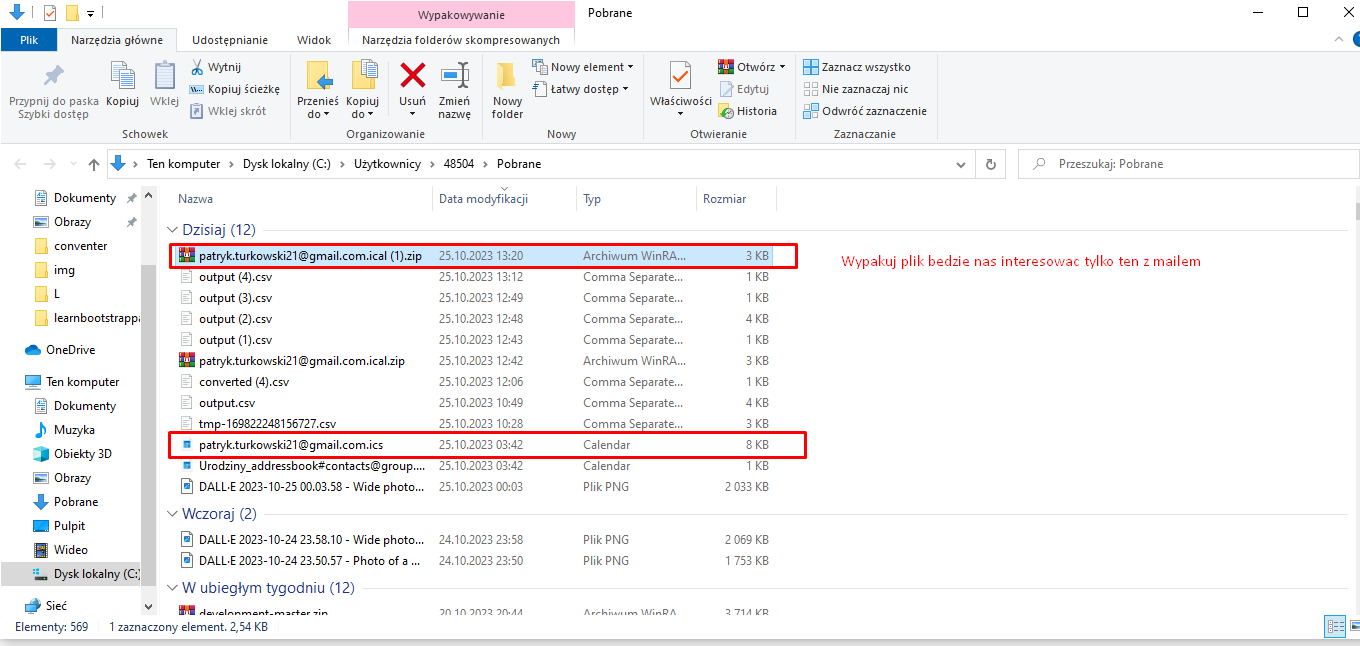 Wypakowywanie
Pobrane
Plik
Narzędzia główne
Udostępnianie
Widok
Narzędzia folderów skompresowanych
Przypnij do paska
Szybki dostęp
Kopiuj
Wklej
Wytnij
Kopiuj ścieżkę
Wklej skrót
Schowek
Przenieś
do
Kopiuj
do
Usuń
Zmień
nazwę
Organizowanie
Nowy
folder
Nowy element
Łatwy dostęp
Nowy
Właściwości
Otwórz
Edytuj
Historia
Otwieranie
Zaznacz wszystko
Nie zaznaczaj nic
Odwróć zaznaczenie
Zaznaczanie
Ten komputer > Dysk lokalny (C:) > Użytkownicy > 48504 > Pobrane
Przeszukaj: Pobrane
Dokumenty
Obrazy
conventer
img
L
learnbootstrappa
OneDrive
Ten komputer
Dokumenty
Muzyka
Obiekty 3D
Obrazy
Pobrane
Pulpit
Wideo
Dysk lokalny (C:)
Sieć
Nazwa Data modyfikacji Typ Rozmiar
Dzisiaj (12)
patryk.turkowski21@gmail.com.ical (1).zip 25.10.2023 13:20 Archiwum WinRA... 3 KB
output (4).csv 25.10.2023 13:12 Comma Separate... 1 KB
output (3).csv 25.10.2023 12:49 Comma Separate... 1 KB
output (2).csv 25.10.2023 12:48 Comma Separate... 4 KB
output (1).csv 25.10.2023 12:43 Comma Separate... 1 KB
patryk.turkowski21@gmail.com.ical.zip 25.10.2023 12:42 Archiwum WinRA... 3 KB
converted (4).csv 25.10.2023 12:06 Comma Separate... 1 KB
output.csv 25.10.2023 10:49 Comma Separate... 4 KB
tmp-169822248156727.csv 25.10.2023 10:28 Comma Separate... 3 KB
patryk.turkowski21@gmail.com.ics 25.10.2023 03:42 Calendar 8 KB
Urodziny_addressbook#contacts@group.... 25.10.2023 03:42 Calendar 1 KB
DALL·E 2023-10-25 00.03.58 - Wide photo... 25.10.2023 00:03 Plik PNG 2 033 KB
Wczoraj (2)
DALL·E 2023-10-24 23.58.10 - Wide photo... 24.10.2023 23:58 Plik PNG 2 069 KB
DALL·E 2023-10-24 23.50.57 - Photo of a ... 24.10.2023 23:50 Plik PNG 1 753 KB
W ubiegłym tygodniu (12)
development-master.zip 20.10.2023 20:44 Archiwum WinRA... 3 714 KB
Wypakuj plik bedzie nas interesowac tylko ten z mailem
Elementy: 569 1 zaznaczony element. 2,54 KB